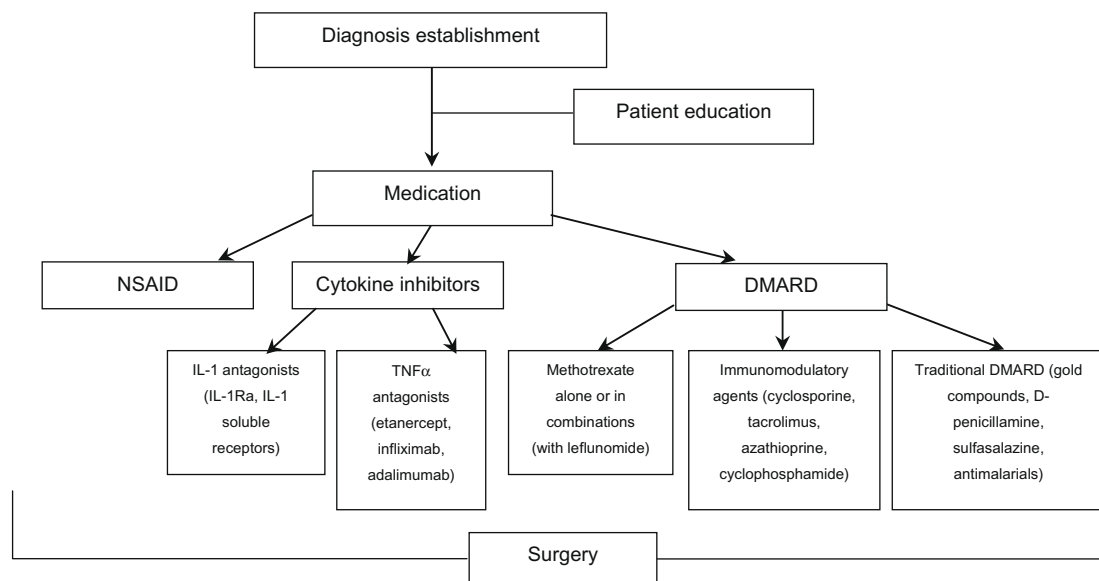 Diagnosis establishment
Patient education
Medication
NSAID
Cytokine inhibitors
DMARD
IL-1 antagonists
(IL-1Ra, IL-1
soluble
receptors)
TNFα
antagonists
(etanercept,
infliximab,
adalimumab)
Methotrexate
alone or in
combinations
(with leflunomide)
Immunomodulatory
agents (cyclosporine,
tacrolimus,
azathioprine,
cyclophosphamide)
Traditional DMARD (gold
compounds, D-
penicillamine,
sulfasalazine,
antimalarials)
Surgery